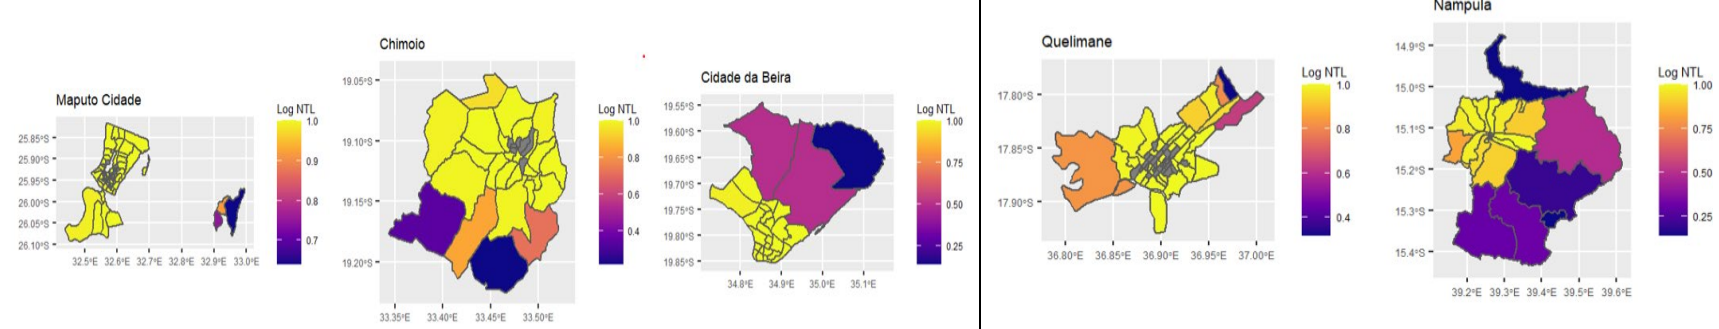 Maputo Cidade
25.85°S
25.90°S
25.95°S
26.00°S
26.05°S
26.10°S
32.5°E 32.6°E 32.7°E 32.8°E 32.9°E 33.0°E
Log NTL
1.0
0.9
0.8
0.7
Chimoio
19.05°S
19.10°S
19.15°S
19.20°S
33.35°E 33.40°E 33.45°E 33.50°E
Log NTL
1.0
0.8
0.6
0.4
Cidade da Beira
19.55°S
19.60°S
19.65°S
19.70°S
19.75°S
19.80°S
19.85°S
34.8°E 34.9°E 35.0°E 35.1°E
Log NTL
1.00
0.75
0.50
0.25
Quelimane
17.80°S
17.85°S
17.90°S
36.80°E 36.85°E 36.90°E 36.95°E 37.00°E
Log NTL
1.0
0.8
0.6
0.4
Nampula
14.9°S
15.0°S
15.1°S
15.2°S
15.3°S
15.4°S
39.2°E 39.3°E 39.4°E 39.5°E 39.6°E
Log NTL
1.00
0.75
0.50
0.25